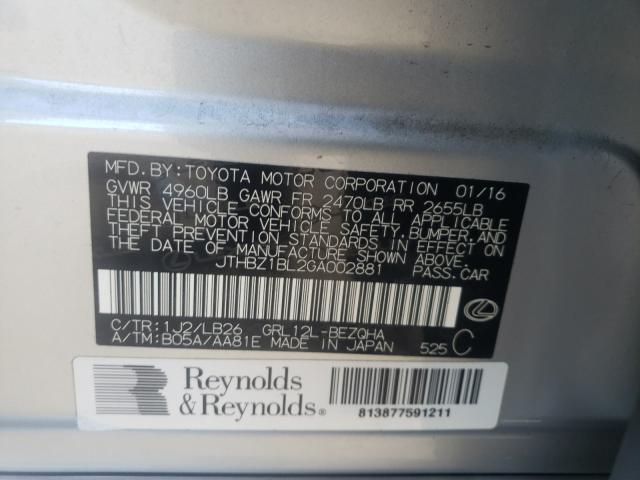 MFD.BY:TOYOTA MOTOR CORPORATION 01/16
GVWR 4960LB GAWR FR 2470LB RR 2655LB
THIS VEHICLE CONFORMS TO ALL APPLICABLE
FEDERAL MOTOR VEHICLE SAFETY, BUMPER, AND
THEFT PREVENTION STANDARDS IN EFFECT ON
THE DATE OF MANUFACTURE SHOWN ABOVE.
JTHBZ1BL2GA002881 PASS.CAR
C/TR:1J2/LB26 GRL12L-BEZQHA
A/TM:B05A/AA81E MADE IN JAPAN 525 C
Reynolds
& Reynolds®
813877591211